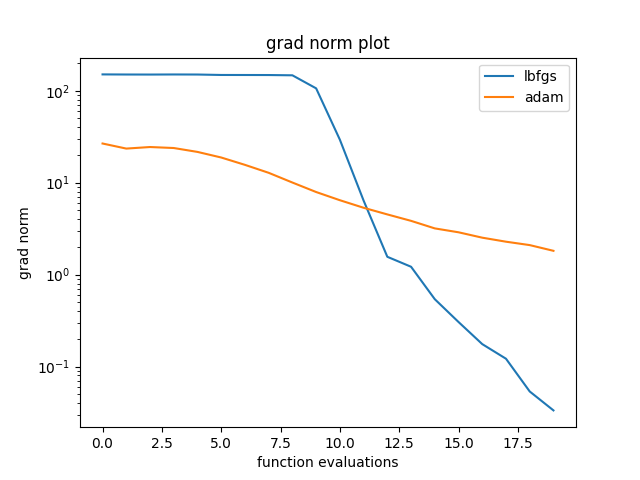 grad norm plot
lbfgs
adam
10²
10¹
10⁰
10⁻¹
grad norm
0.0 2.5 5.0 7.5 10.0 12.5 15.0 17.5
function evaluations